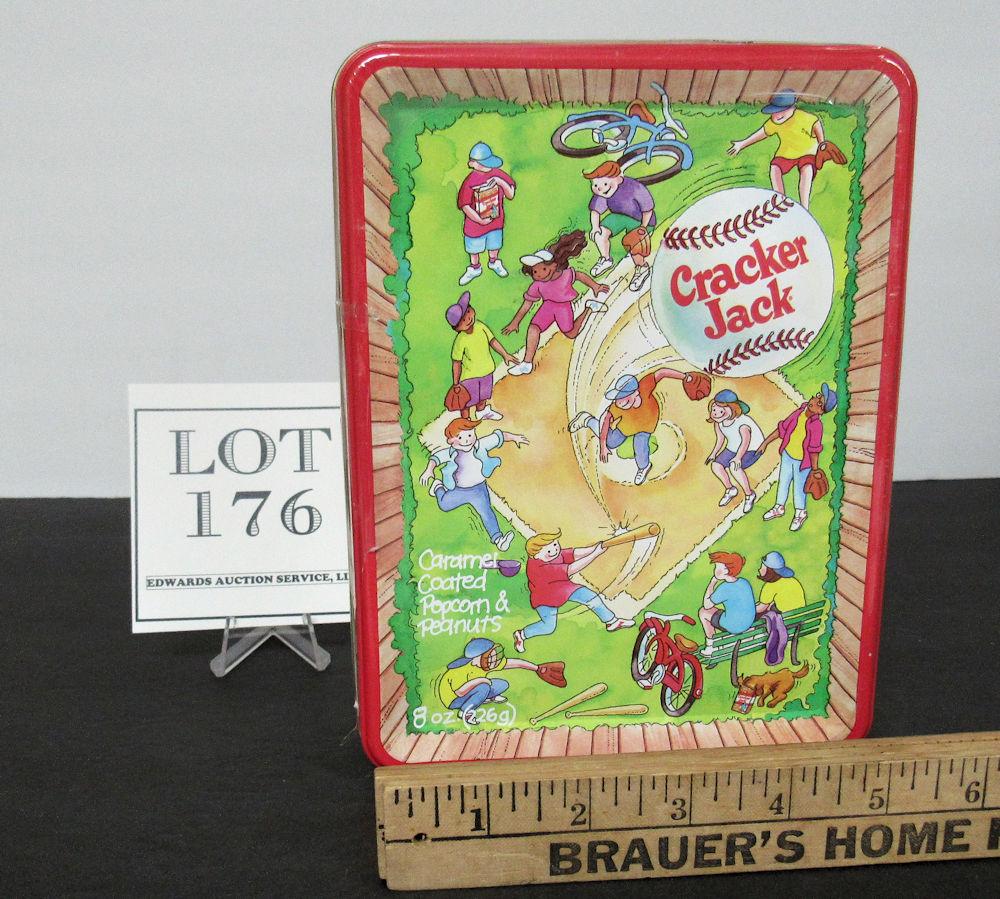 LOT
176
EDWARDS AUCTION SERVICE,
Cracker
Jack
Caramel
Coated
Popcorn &
Peanuts
8 oz (226g)
1 2 3 4 5 6
BRAUER'S HOME